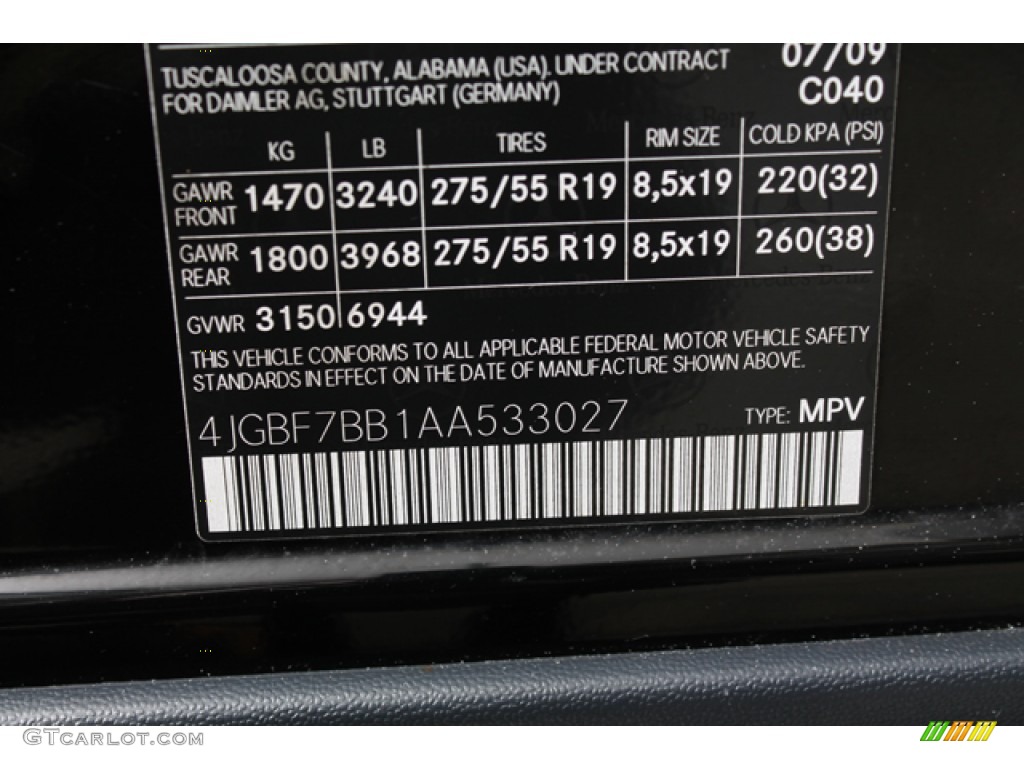 TUSCALOOSA COUNTY, ALABAMA (USA). UNDER CONTRACT 07/09
FOR DAIMLER AG, STUTTGART (GERMANY) C040
KG LB TIRES RIM SIZE COLD KPA (PSI)
GAWR FRONT 1470 3240 275/55 R19 8,5x19 220(32)
GAWR REAR 1800 3968 275/55 R19 8,5x19 260(38)
GVWR 3150 6944
THIS VEHICLE CONFORMS TO ALL APPLICABLE FEDERAL MOTOR VEHICLE SAFETY
STANDARDS IN EFFECT ON THE DATE OF MANUFACTURE SHOWN ABOVE.
4JGBF7BB1AA533027 TYPE: MPV
© GTCARLOT.COM